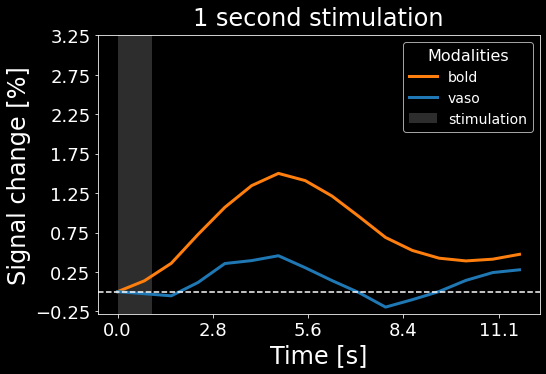 1 second stimulation
Signal change [%]
3.25
2.75
2.25
1.75
1.25
0.75
0.25
−0.25
Modalities
bold
vaso
stimulation
0.0 2.8 5.6 8.4 11.1
Time [s]